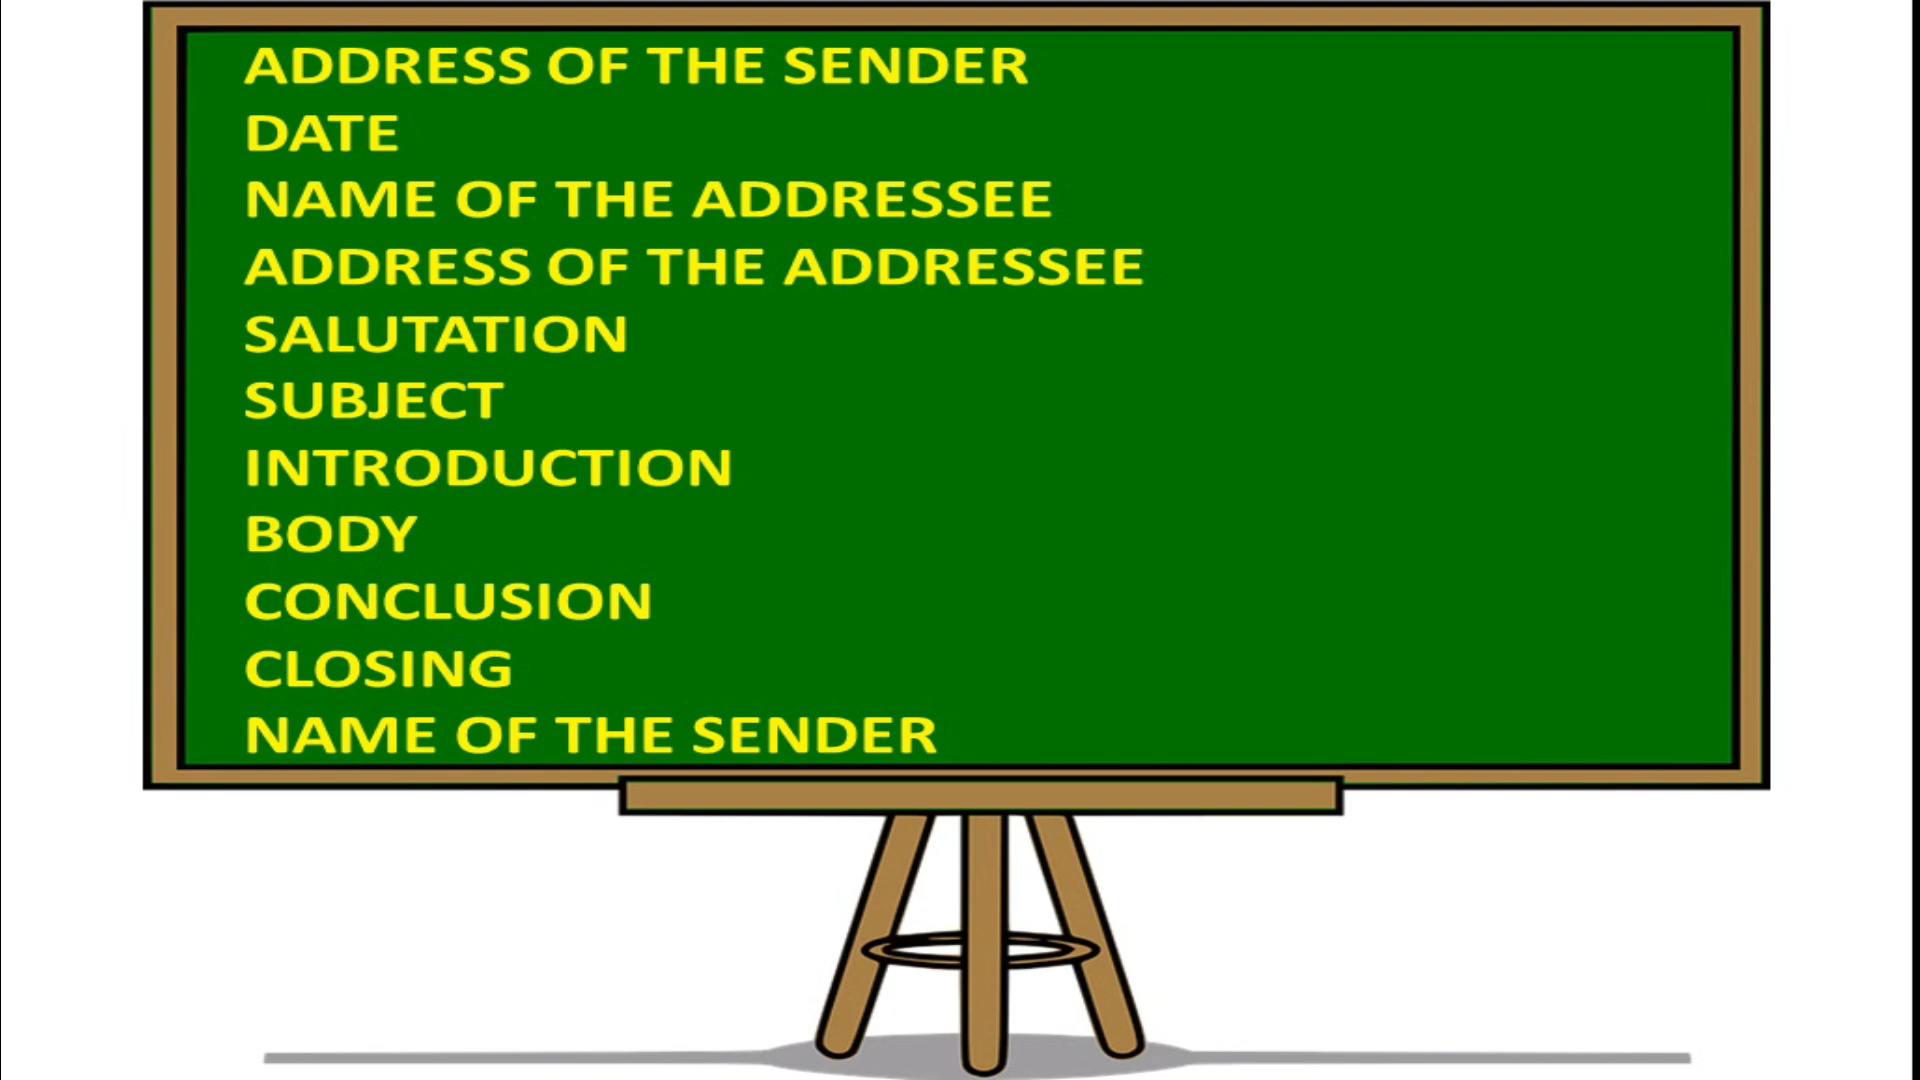 ADDRESS OF THE SENDER
DATE
NAME OF THE ADDRESSEE
ADDRESS OF THE ADDRESSEE
SALUTATION
SUBJECT
INTRODUCTION
BODY
CONCLUSION
CLOSING
NAME OF THE SENDER